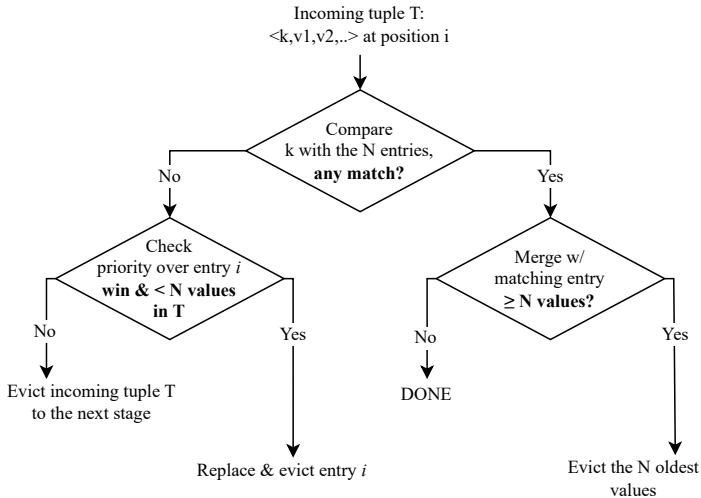 Incoming tuple T:
<k,v1,v2,..> at position i
Compare
k with the N entries,
any match?
No
Yes
Check
priority over entry i
win & < N values
in T
Merge w/
matching entry
≥ N values?
No
Yes
No
Yes
Evict incoming tuple T
to the next stage
DONE
Replace & evict entry i
Evict the N oldest
values